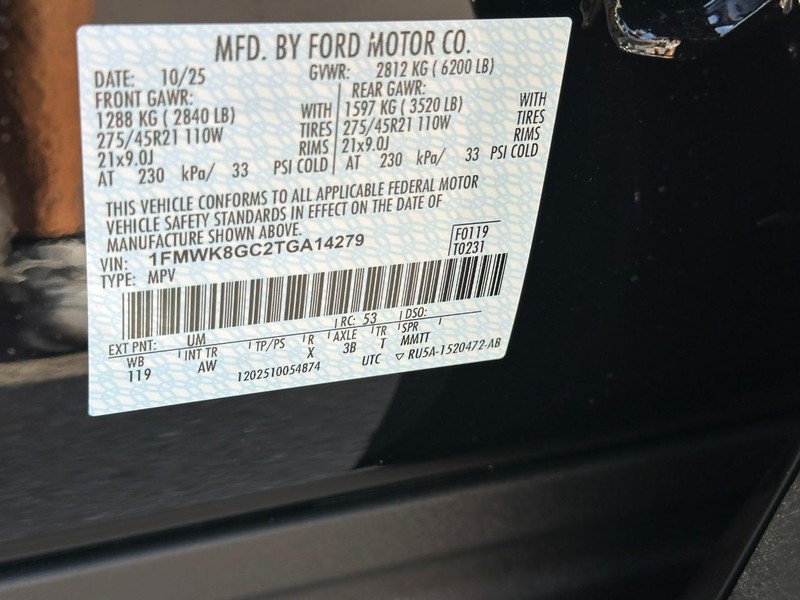 MFD. BY FORD MOTOR CO.
DATE: 10/25 GVWR: 2812 KG ( 6200 LB)
FRONT GAWR: REAR GAWR:
1288 KG ( 2840 LB) WITH 1597 KG ( 3520 LB) WITH
275/45R21 110W TIRES 275/45R21 110W TIRES
21x9.0J RIMS 21x9.0J RIMS
AT 230 kPa/ 33 PSI COLD AT 230 kPa/ 33 PSI COLD
THIS VEHICLE CONFORMS TO ALL APPLICABLE FEDERAL MOTOR
VEHICLE SAFETY STANDARDS IN EFFECT ON THE DATE OF
MANUFACTURE SHOWN ABOVE.
VIN: 1FMWK8GC2TGA14279 F0119
TYPE: MPV T0231
EXT PNT: UM RC: 53 DSO:
WB INT TR TP/PS R AXLE TR SPR
119 AW X 3B T MMTT
1202510054874 UTC ▽ RU5A-1520472-AB